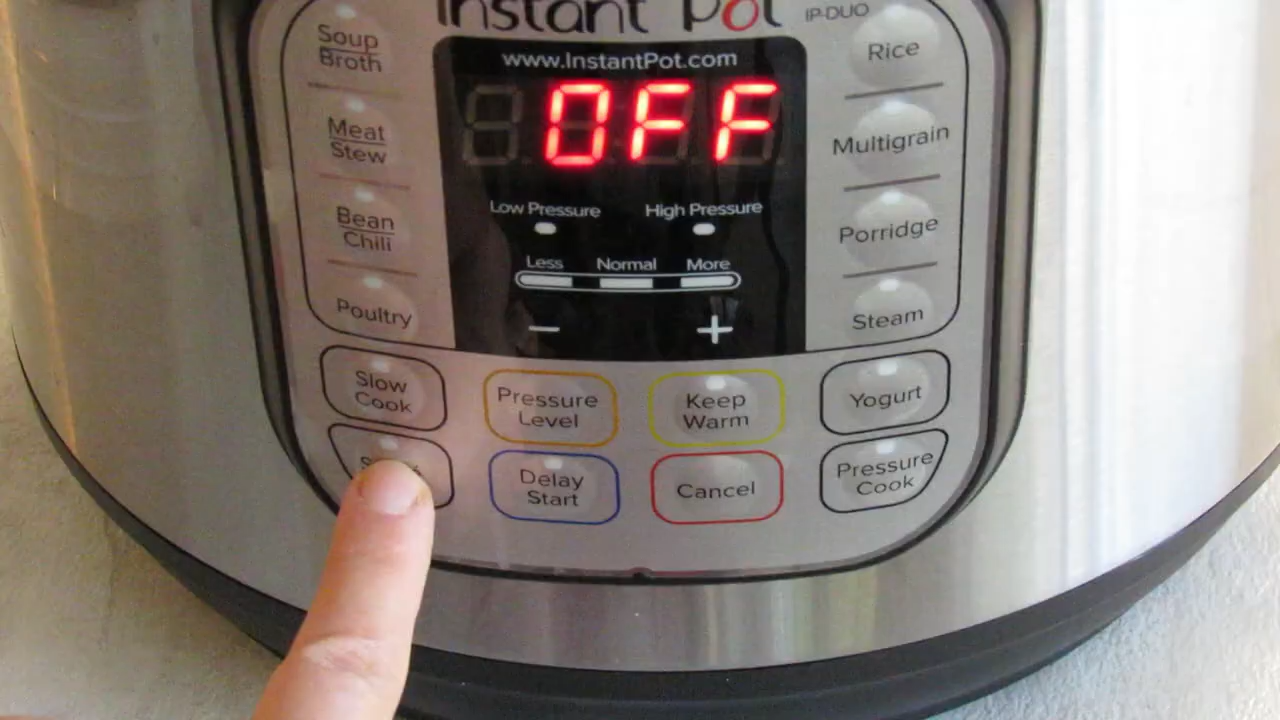 Instant Pot
IP-DUO
www.InstantPot.com
OFF
Soup
Broth
Meat
Stew
Bean
Chili
Poultry
Low Pressure
High Pressure
Less
Normal
More
−
+
Rice
Multigrain
Porridge
Steam
Slow
Cook
Pressure
Level
Keep
Warm
Yogurt
Delay
Start
Cancel
Pressure
Cook